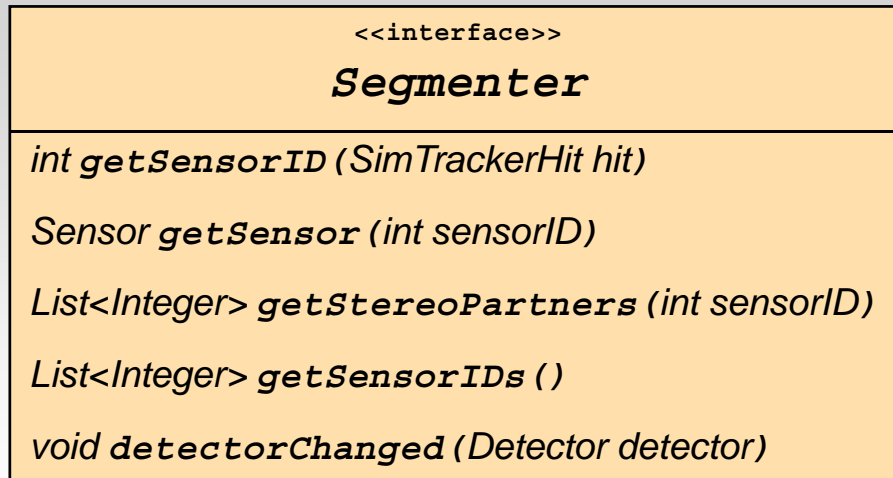 <<interface>>
Segmenter
int getSensorID(SimTrackerHit hit)
Sensor getSensor(int sensorID)
List<Integer> getStereoPartners(int sensorID)
List<Integer> getSensorIDs()
void detectorChanged(Detector detector)